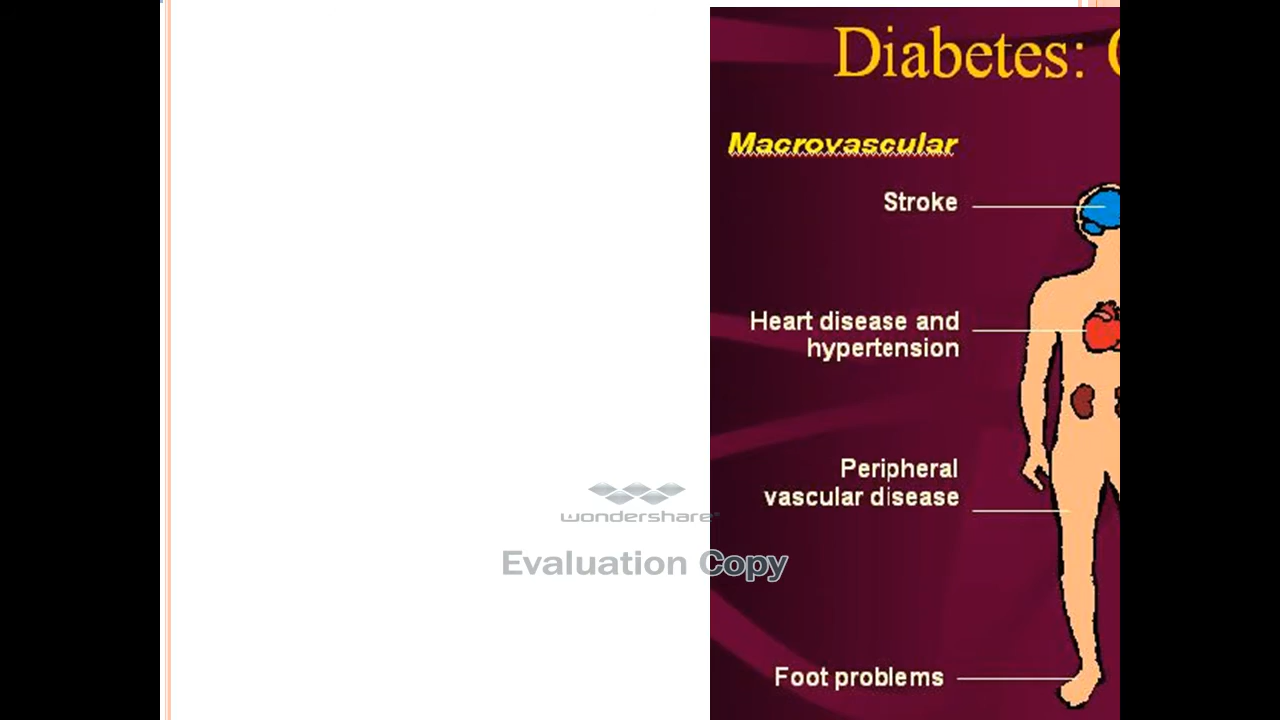 Diabetes: C
Macrovascular
Stroke
Heart disease and
hypertension
Peripheral
vascular disease
wondershare
Evaluation Copy
Foot problems